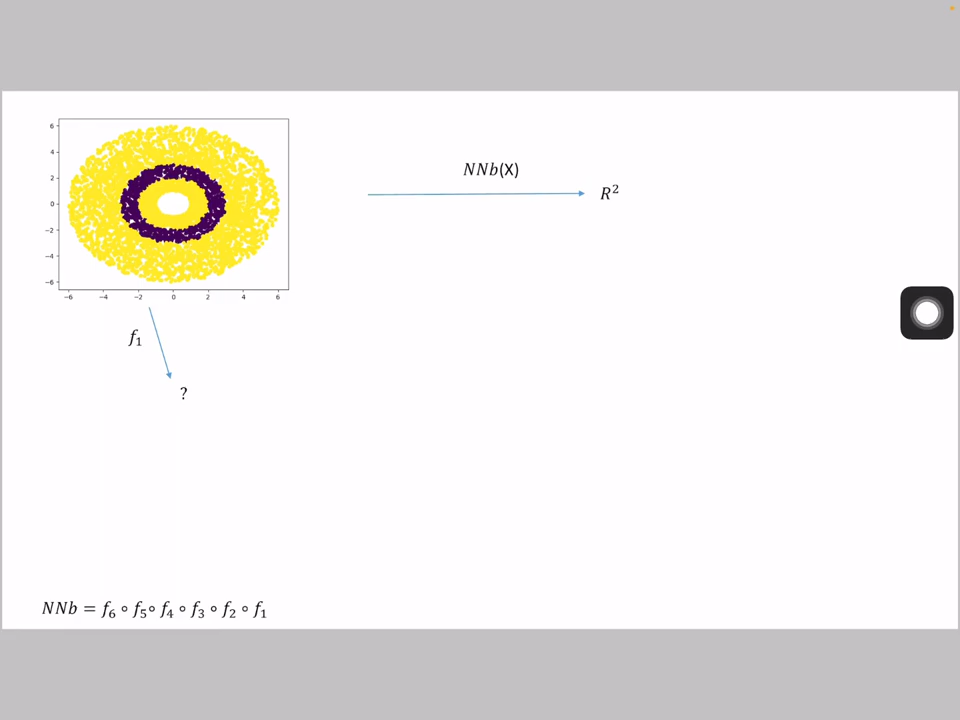 6
4
2
0
−2
−4
−6
−6 −4 −2 0 2 4 6
NNb(X)
R²
f₁
?
NNb = f₆ ∘ f₅∘ f₄ ∘ f₃ ∘ f₂ ∘ f₁